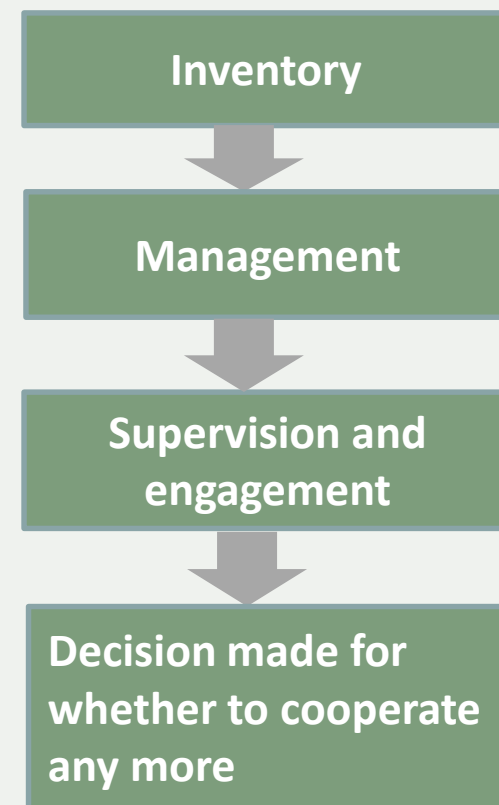 Inventory
Management
Supervision and
engagement
Decision made for
whether to cooperate
any more